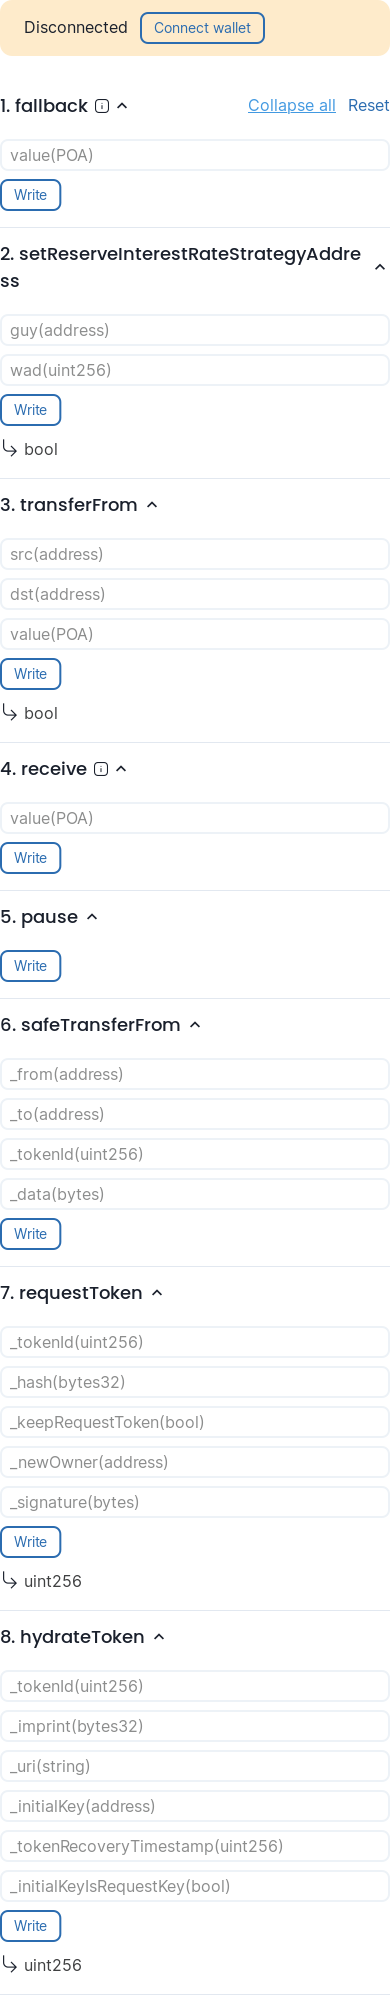 Disconnected Connect wallet
1. fallback Collapse all Reset
value(POA)
Write
2. setReserveInterestRateStrategyAddre
ss
guy(address)
wad(uint256)
Write
bool
3. transferFrom
src(address)
dst(address)
value(POA)
Write
bool
4. receive
value(POA)
Write
5. pause
Write
6. safeTransferFrom
_from(address)
_to(address)
_tokenId(uint256)
_data(bytes)
Write
7. requestToken
_tokenId(uint256)
_hash(bytes32)
_keepRequestToken(bool)
_newOwner(address)
_signature(bytes)
Write
uint256
8. hydrateToken
_tokenId(uint256)
_imprint(bytes32)
_uri(string)
_initialKey(address)
_tokenRecoveryTimestamp(uint256)
_initialKeyIsRequestKey(bool)
Write
uint256